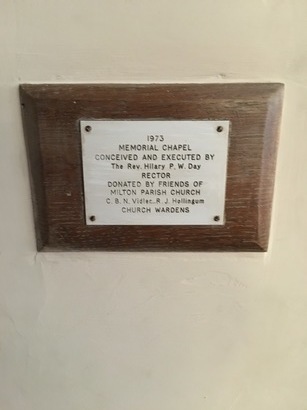 1973
MEMORIAL CHAPEL
CONCEIVED AND EXECUTED BY
The Rev. Hilary P. W. Day
RECTOR
DONATED BY FRIENDS OF
MILTON PARISH CHURCH
C. B. N. Vidler., R. J. Hollingum
CHURCH WARDENS